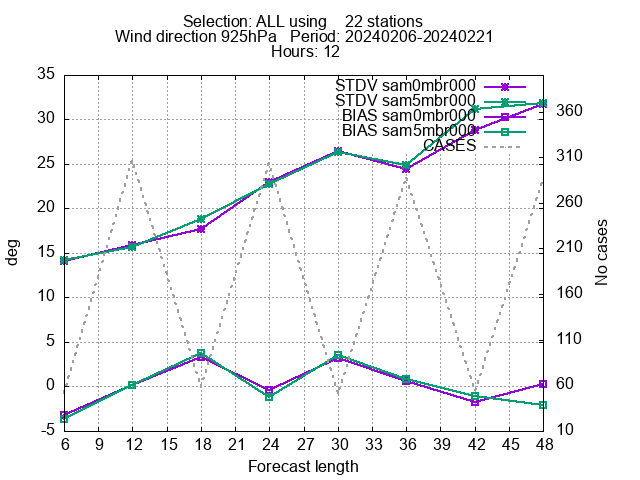 Selection: ALL using    22 stations
Wind direction 925hPa   Period: 20240206-20240221
Hours: 12
STDV sam0mbr000
STDV sam5mbr000
BIAS sam0mbr000
BIAS sam5mbr000
CASES
35
30
25
20
15
10
5
0
-5
deg
360
310
260
210
160
110
60
10
No cases
6 9 12 15 18 21 24 27 30 33 36 39 42 45 48
Forecast length